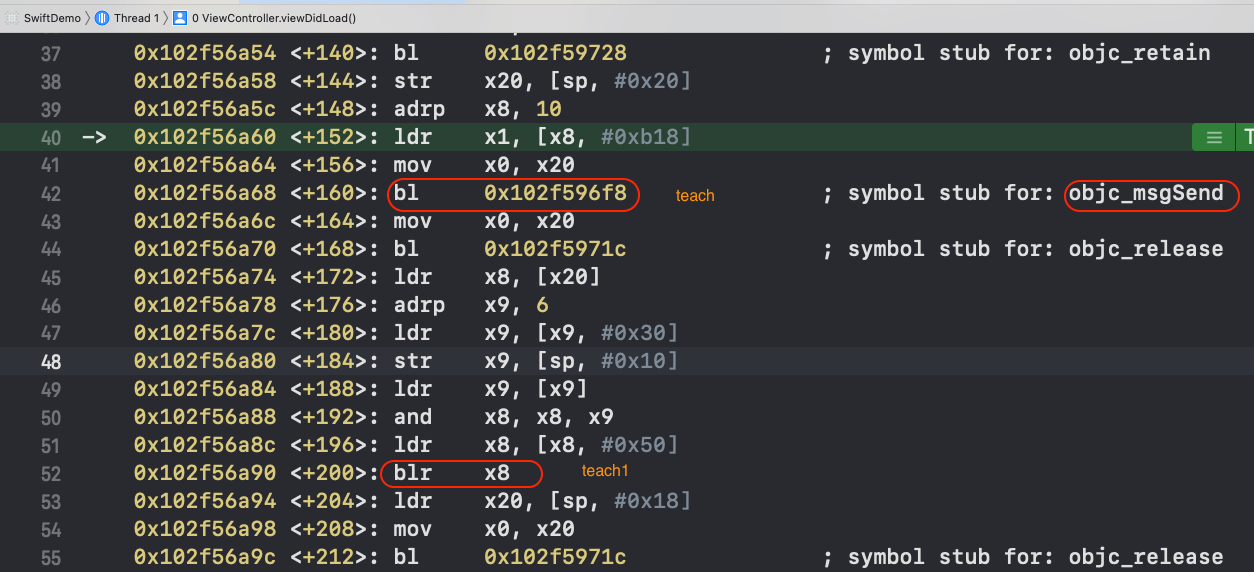 SwiftDemo 〉 Thread 1 〉 0 ViewController.viewDidLoad()
37 0x102f56a54 <+140>: bl 0x102f59728 ; symbol stub for: objc_retain
38 0x102f56a58 <+144>: str x20, [sp, #0x20]
39 0x102f56a5c <+148>: adrp x8, 10
40 -> 0x102f56a60 <+152>: ldr x1, [x8, #0xb18] T
41 0x102f56a64 <+156>: mov x0, x20
42 0x102f56a68 <+160>: bl 0x102f596f8 teach ; symbol stub for: objc_msgSend
43 0x102f56a6c <+164>: mov x0, x20
44 0x102f56a70 <+168>: bl 0x102f5971c ; symbol stub for: objc_release
45 0x102f56a74 <+172>: ldr x8, [x20]
46 0x102f56a78 <+176>: adrp x9, 6
47 0x102f56a7c <+180>: ldr x9, [x9, #0x30]
48 0x102f56a80 <+184>: str x9, [sp, #0x10]
49 0x102f56a84 <+188>: ldr x9, [x9]
50 0x102f56a88 <+192>: and x8, x8, x9
51 0x102f56a8c <+196>: ldr x8, [x8, #0x50]
52 0x102f56a90 <+200>: blr x8 teach1
53 0x102f56a94 <+204>: ldr x20, [sp, #0x18]
54 0x102f56a98 <+208>: mov x0, x20
55 0x102f56a9c <+212>: bl 0x102f5971c ; symbol stub for: objc_release